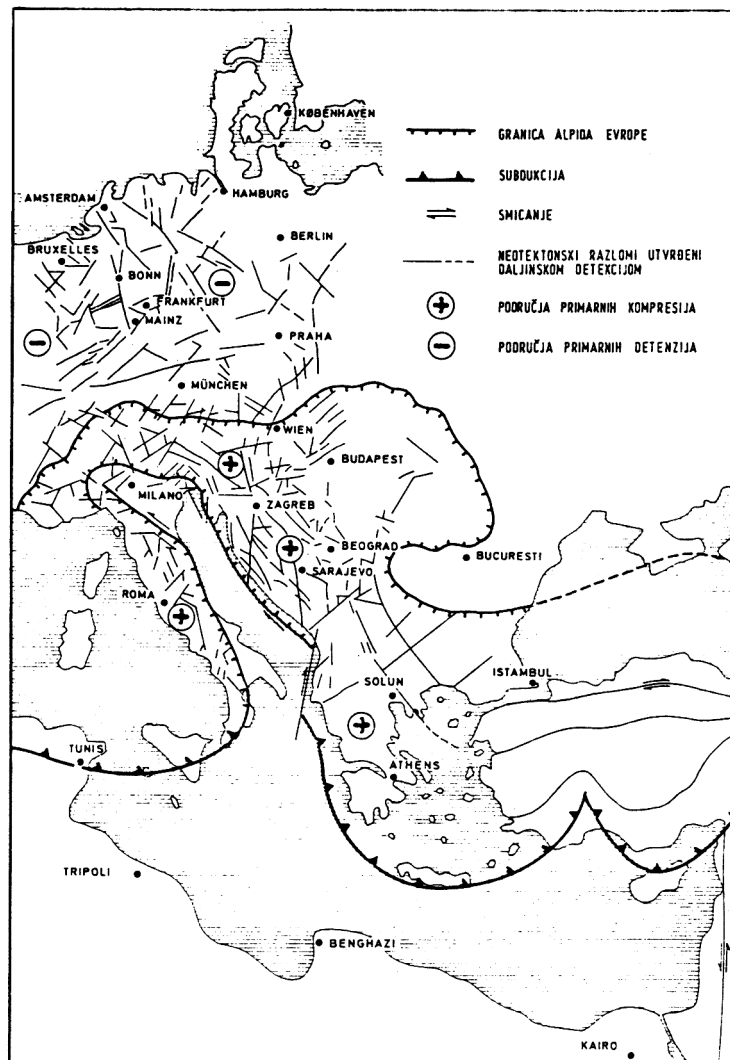 KØBENHAVEN
GRANICA ALPIDA EVROPE
SUBDUKCIJA
HAMBURG
AMSTERDAM
SMICANJE
BERLIN
BRUXELLES
NEOTEKTONSKI RAZLOMI UTVRĐENI
DALJINSKOM DETEKCIJOM
BONN
FRANKFURT
PODRUČJA PRIMARNIH KOMPRESIJA
MAINZ
PRAHA
PODRUČJA PRIMARNIH DETENZIJA
MÜNCHEN
WIEN
BUDAPEST
MILANO
ZAGREB
BEOGRAD
BUCURESTI
SARAJEVO
ROMA
SOLUN
ISTAMBUL
TUNIS
ATHENS
TRIPOLI
BENGHAZI
KAIRO